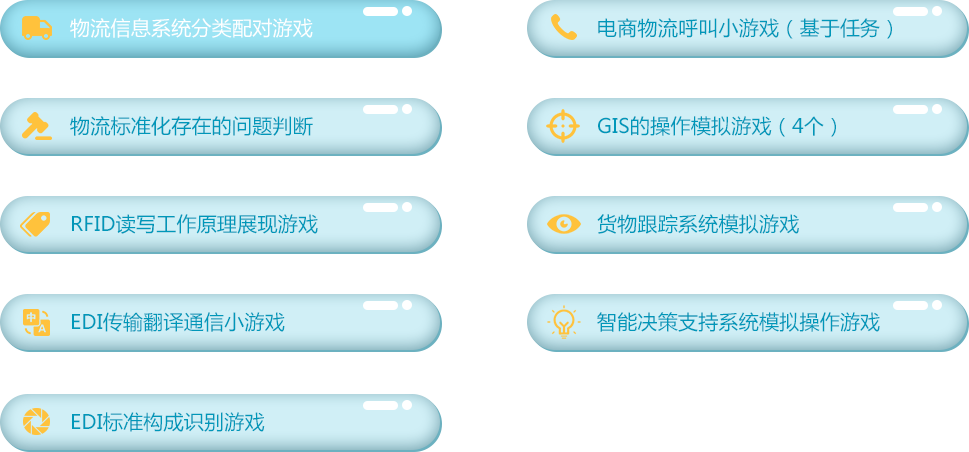 物流信息系统分类配对游戏
电商物流呼叫小游戏（基于任务）
物流标准化存在的问题判断
GIS的操作模拟游戏（4个）
RFID读写工作原理展现游戏
货物跟踪系统模拟游戏
EDI传输翻译通信小游戏
智能决策支持系统模拟操作游戏
EDI标准构成识别游戏